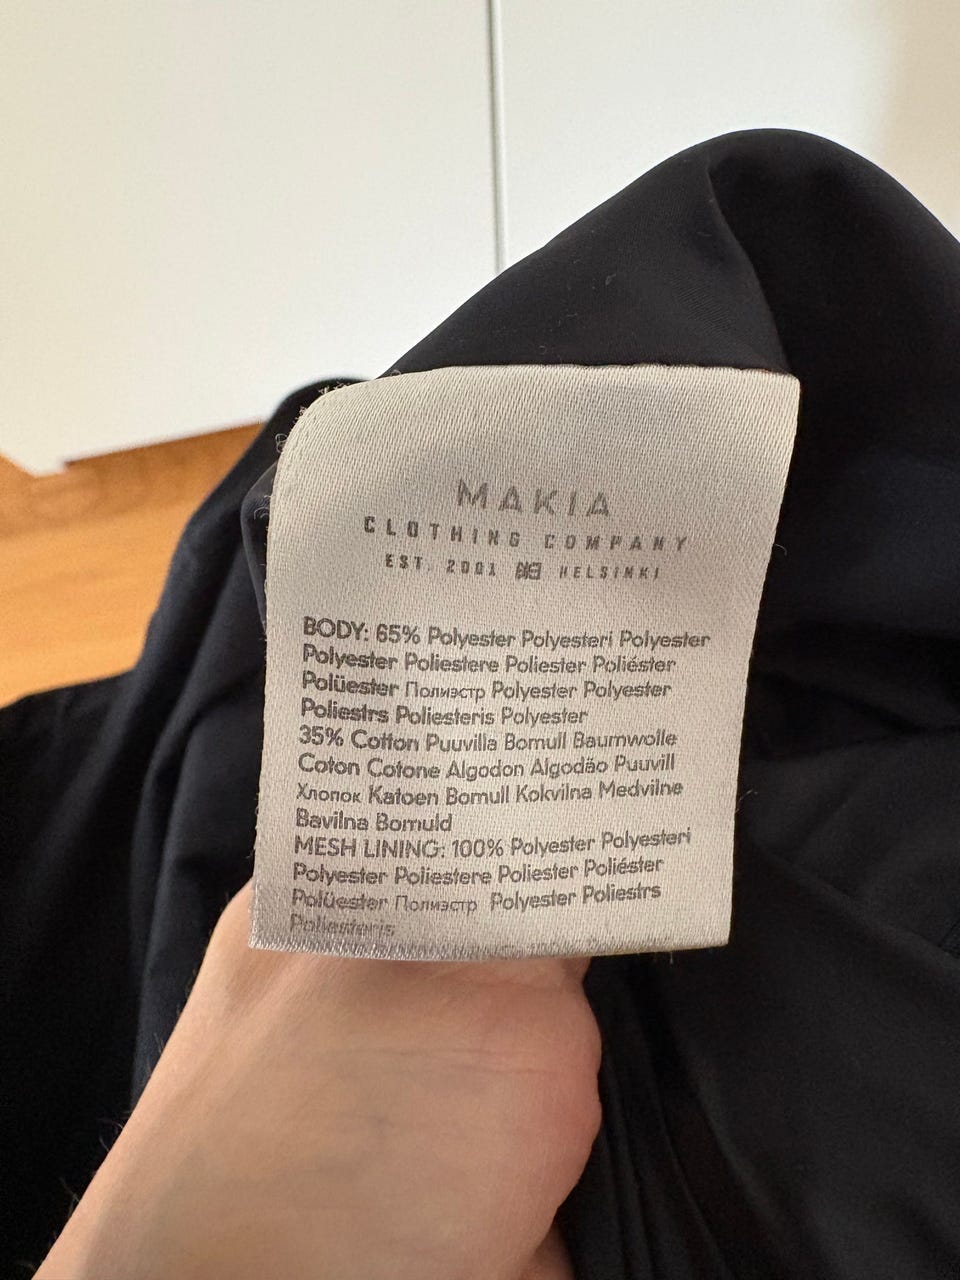 MAKIA
CLOTHING COMPANY
EST. 2001 HELSINKI
BODY: 65% Polyester Polyesteri Polyester
Polyester Poliestere Poliester Poliéster
Polüester Полиэстр Polyester Polyester
Poliestrs Poliesteris Polyester
35% Cotton Puuvilla Bomull Baumwolle
Coton Cotone Algodon Algodão Puuvill
Хлопок Katoen Bomull Kokvilna Medvilne
Bavllna Bomuld
MESH LINING: 100% Polyester Polyesteri
Polyester Poliestere Poliester Poliéster
Polüester Полиэстр Polyester Poliestrs
Poliesteris